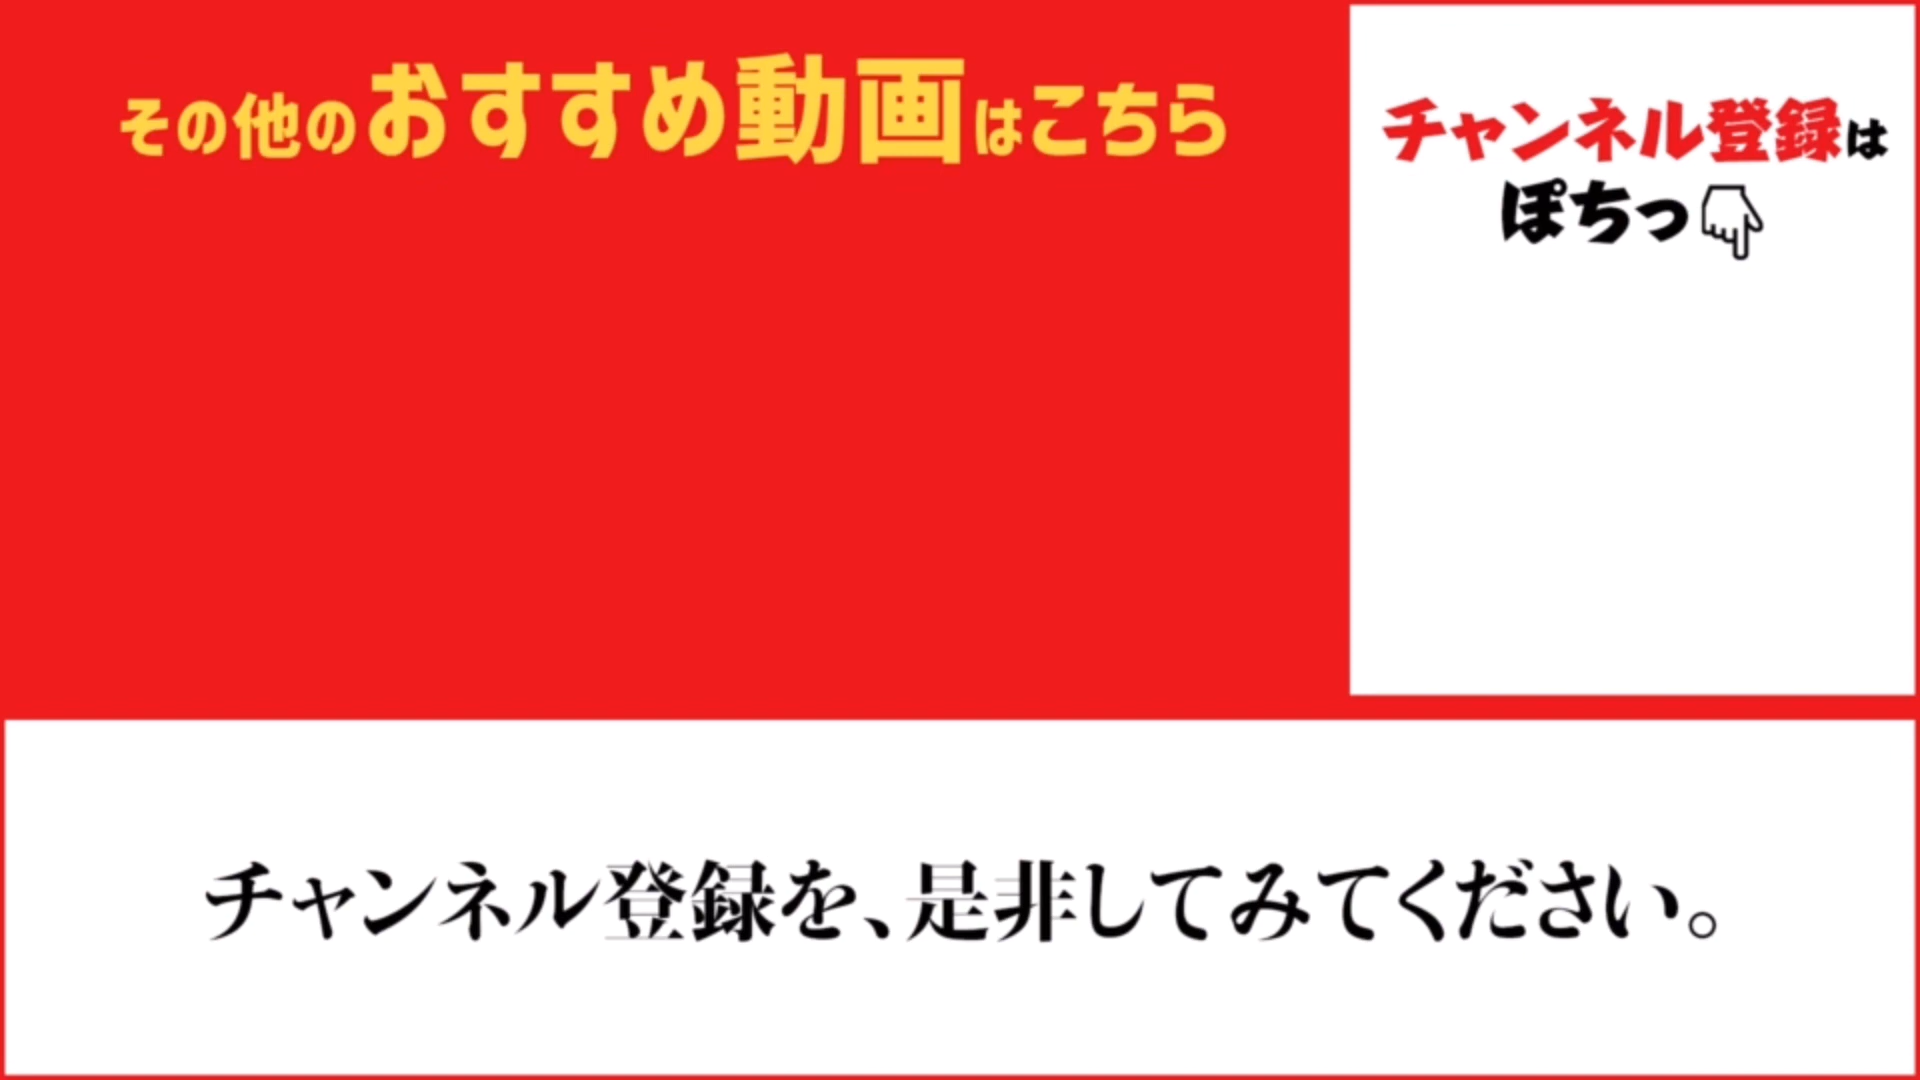 その他のおすすめ動画はこちら
チャンネル登録は
ぽちっ👇
チャンネル登録を、是非してみてください。